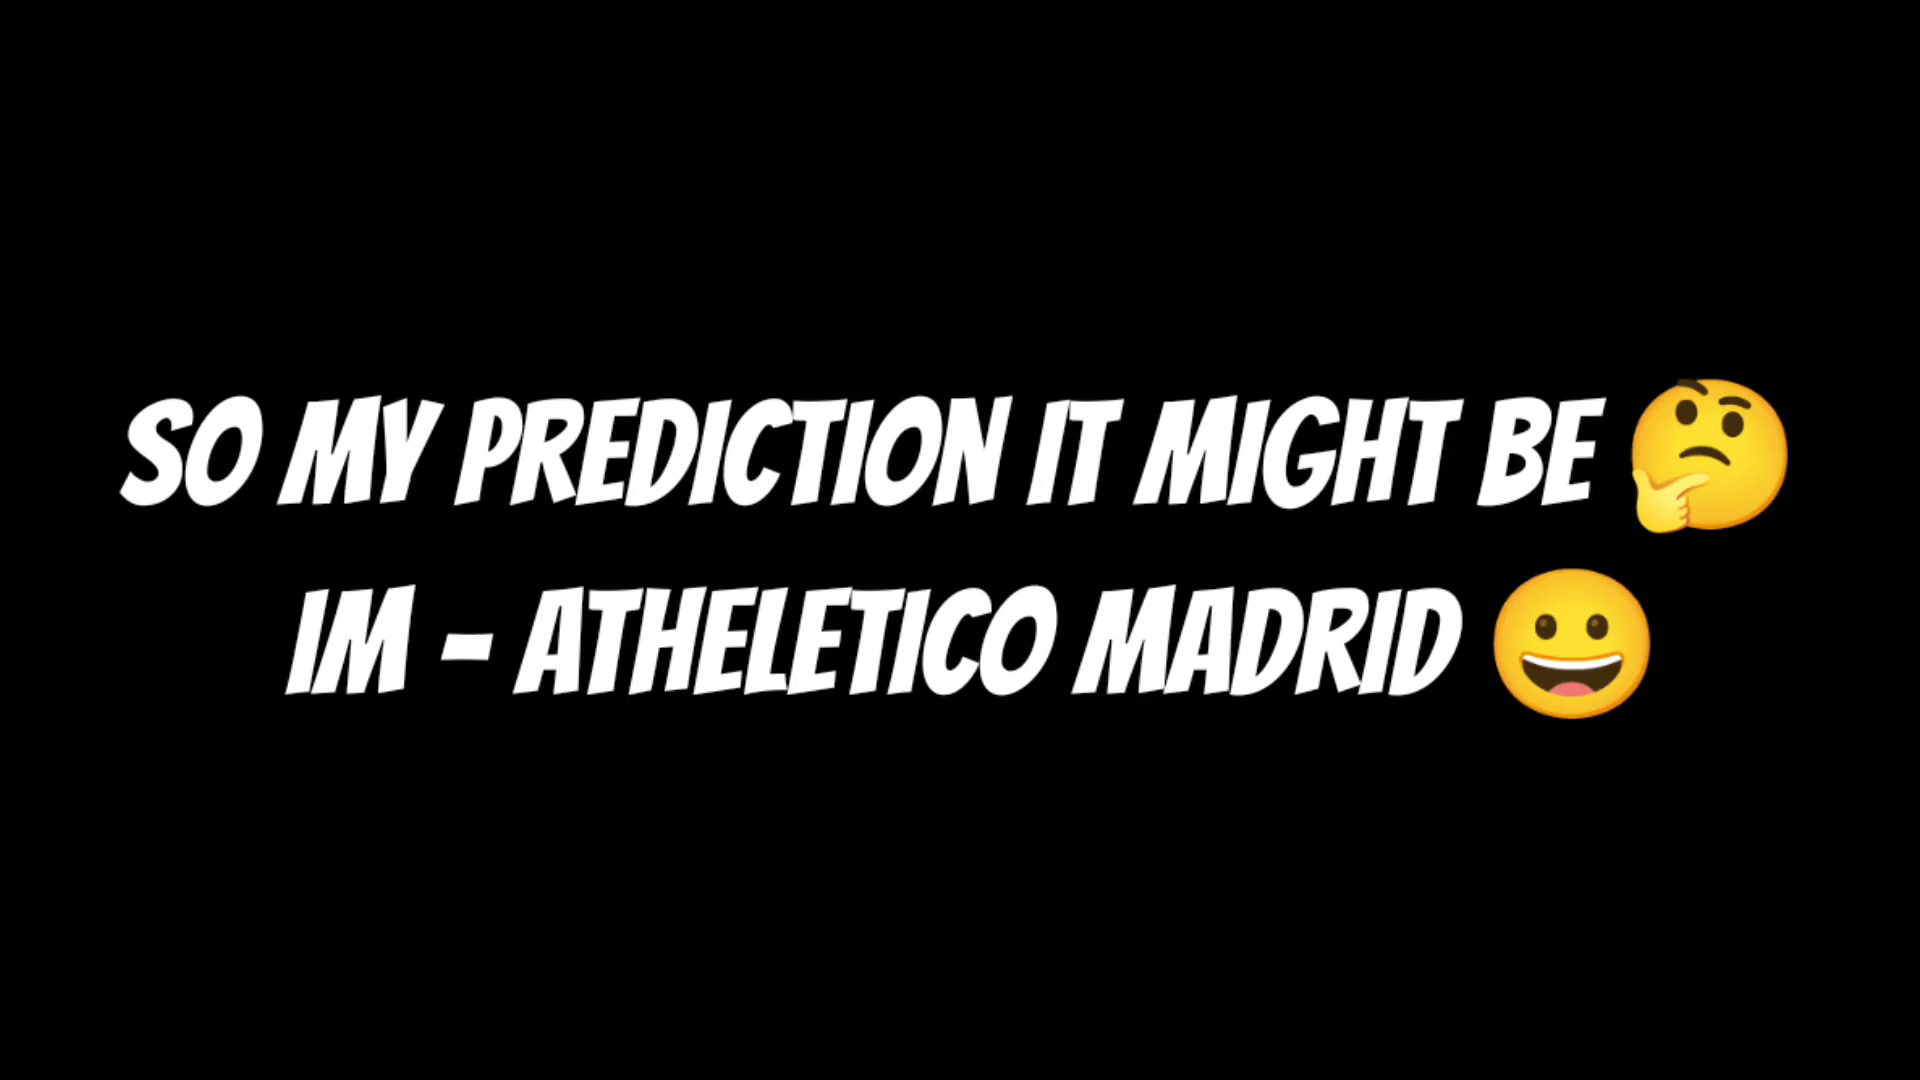 SO MY PREDICTION IT MIGHT BE 🤔
IM - ATHELETICO MADRID 😀